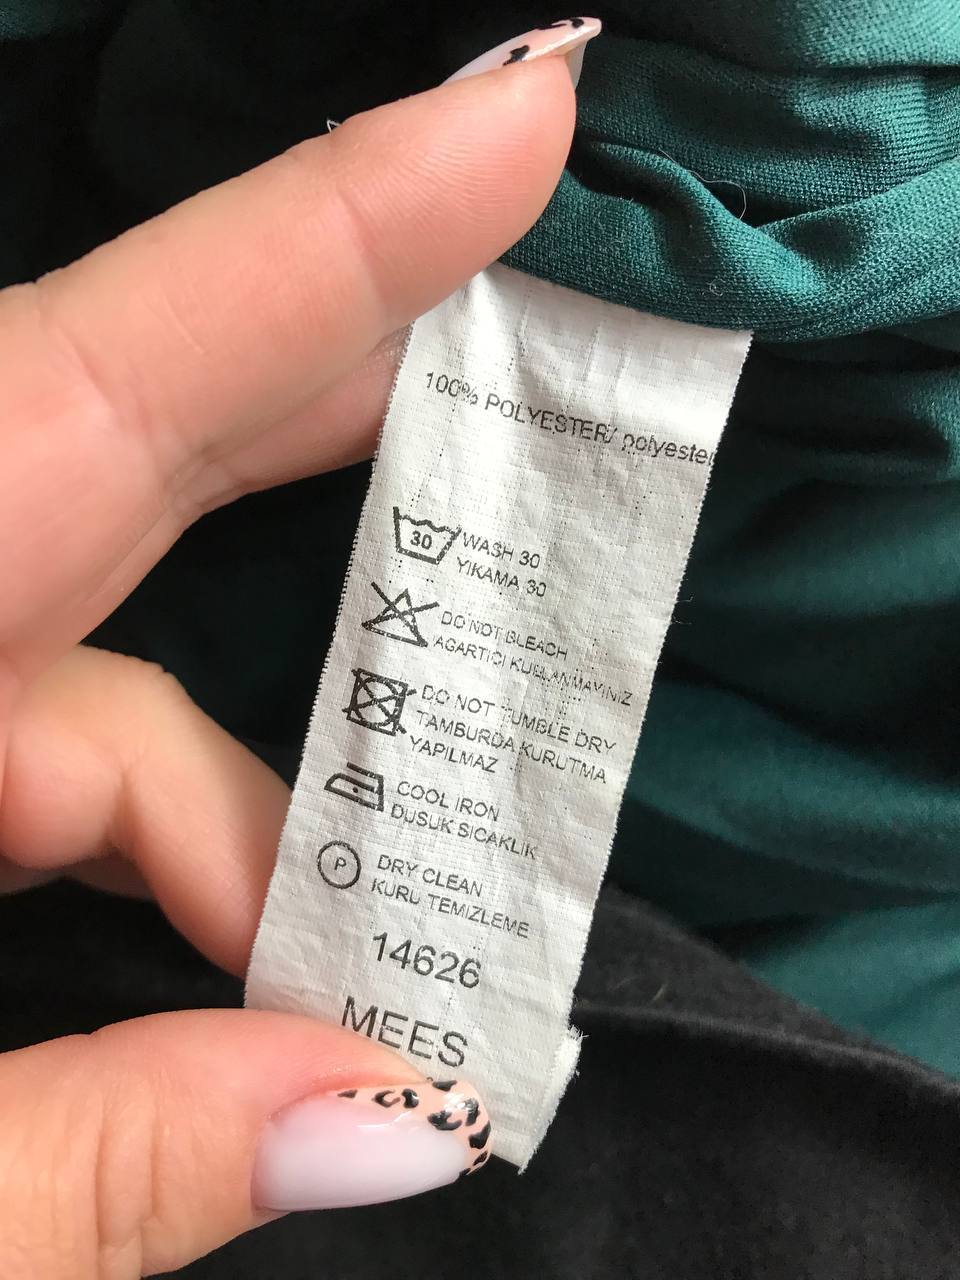 100% POLYESTER/ polyester
30 WASH 30
YIKAMA 30
DO NOT BLEACH
AGARTICI KULLANMAYINIZ
DO NOT TUMBLE DRY
TAMBURDA KURUTMA
YAPILMAZ
COOL IRON
DUSUK SICAKLIK
P DRY CLEAN
KURU TEMIZLEME
14626
MEES